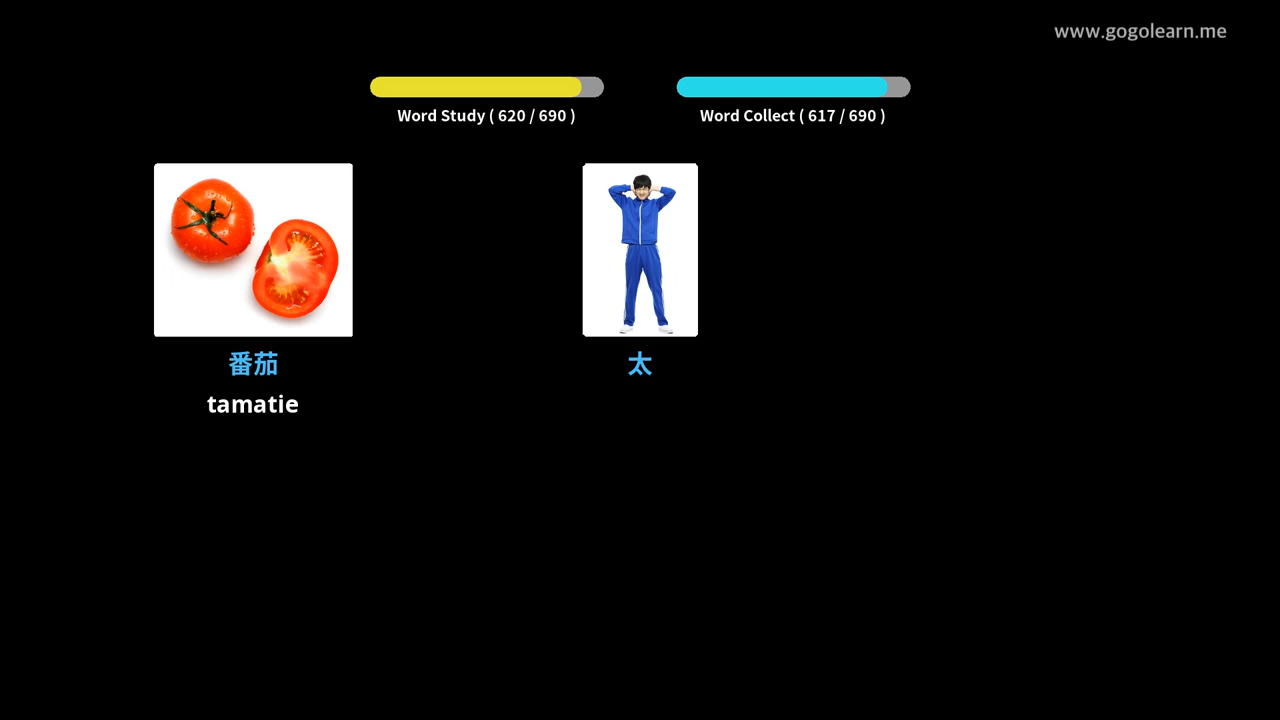 www.gogolearn.me
Word Study ( 620 / 690 )
Word Collect ( 617 / 690 )
番茄
太
tamatie